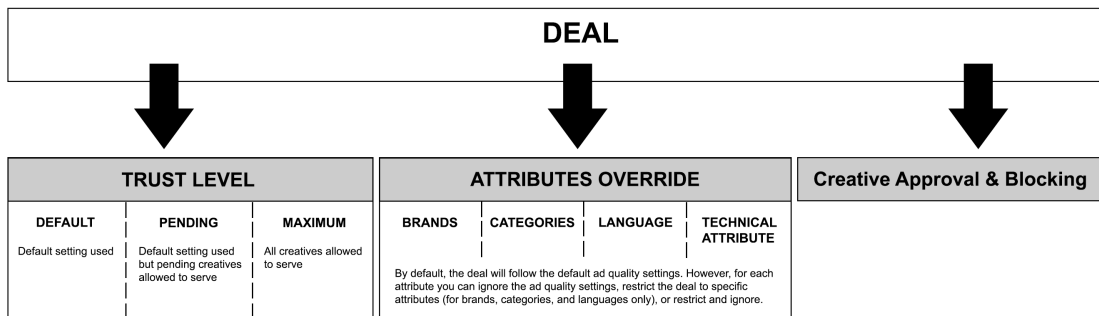 DEAL
TRUST LEVEL
DEFAULT
Default setting used
PENDING
Default setting used
but pending creatives
allowed to serve
MAXIMUM
All creatives allowed
to serve
ATTRIBUTES OVERRIDE
BRANDS
CATEGORIES
LANGUAGE
TECHNICAL
ATTRIBUTE
By default, the deal will follow the default ad quality settings. However, for each
attribute you can ignore the ad quality settings, restrict the deal to specific
attributes (for brands, categories, and languages only), or restrict and ignore.
Creative Approval & Blocking